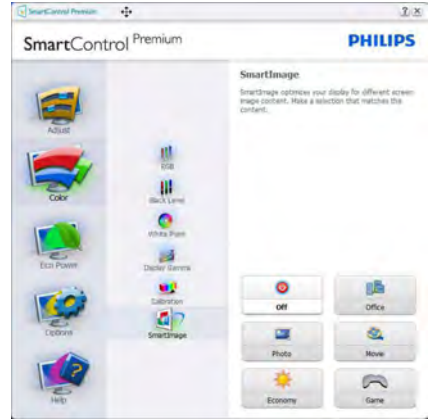 SmartControl Premium
SmartControl Premium
PHILIPS
SmartImage
SmartImage optimizes your display for different screen
image content. Make a selection that matches the
content.
Adjust
Color
Eco Power
Options
Help
RGB
Black Level
White Point
Display Gamma
Calibration
SmartImage
Off
Office
Photo
Movie
Economy
Game